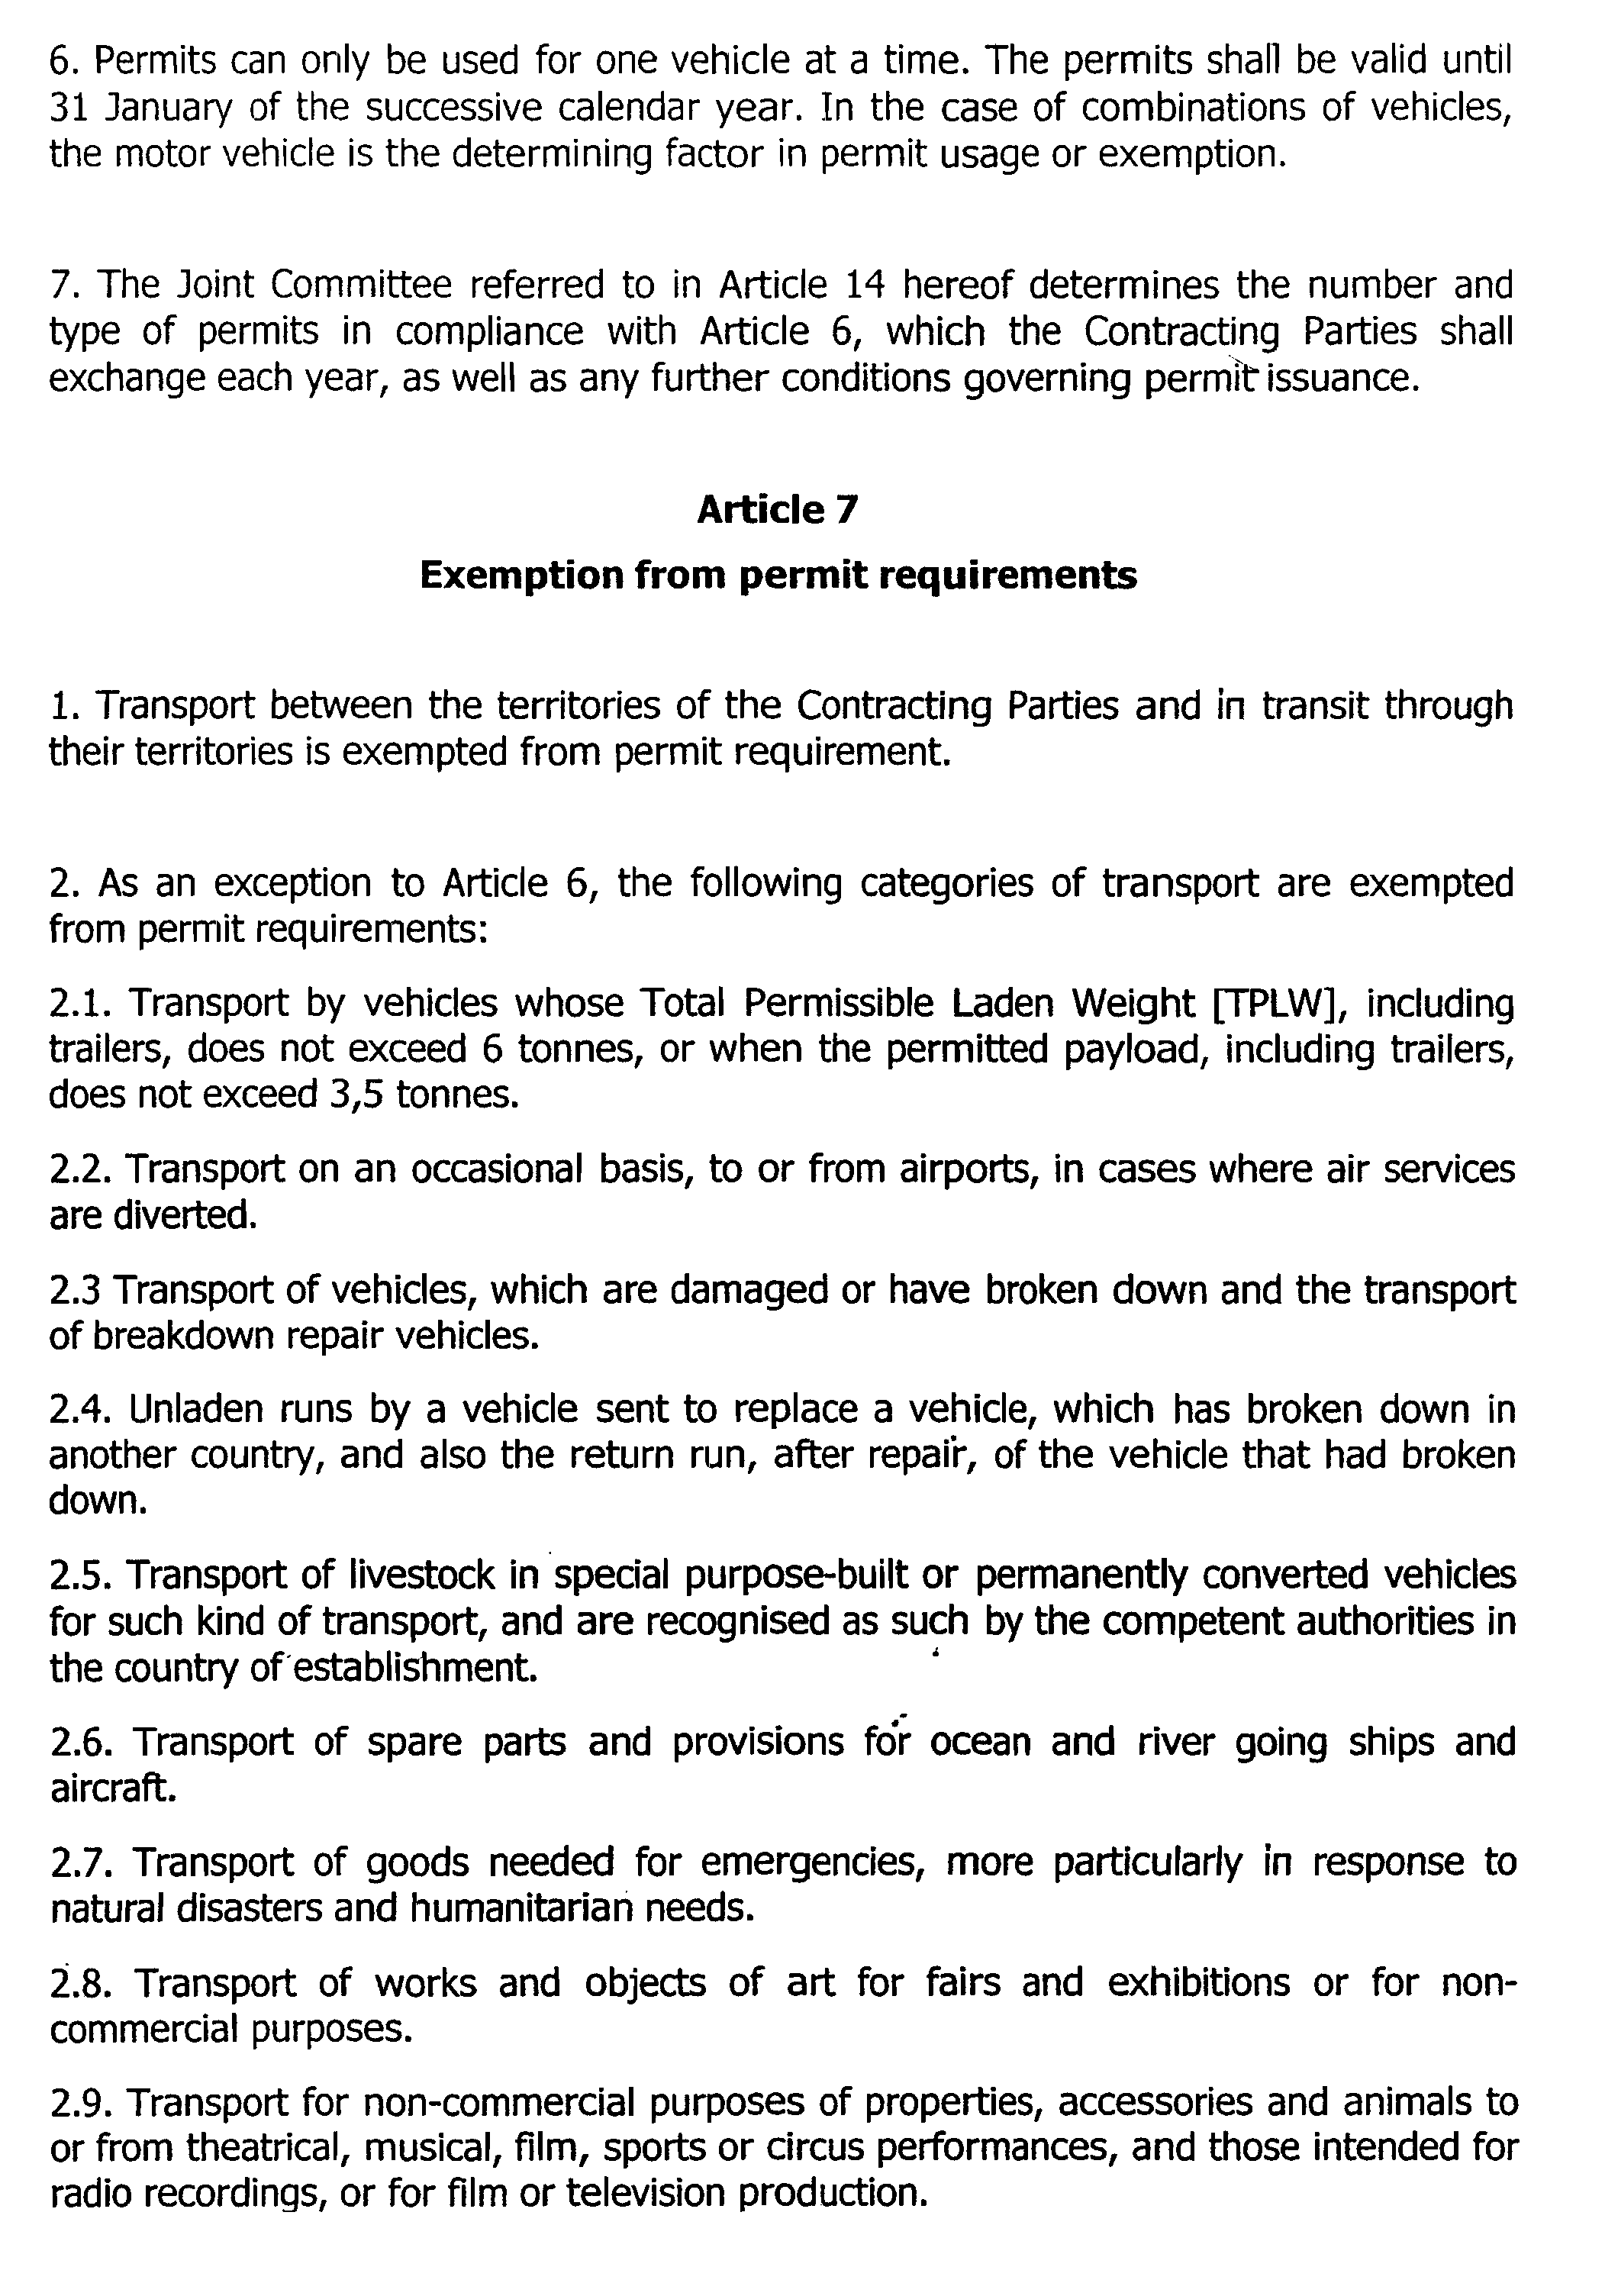 6. Permits can only be used for one vehicle at a time. The permits shall be valid until
31 January of the successive calendar year. In the case of combinations of vehicles,
the motor vehicle is the determining factor in permit usage or exemption.
7. The Joint Committee referred to in Article 14 hereof determines the number and
type of permits in compliance with Article 6, which the Contracting Parties shall
exchange each year, as well as any further conditions governing permit issuance.
Article 7
Exemption from permit requirements
1. Transport between the territories of the Contracting Parties and in transit through
their territories is exempted from permit requirement.
2. As an exception to Article 6, the following categories of transport are exempted
from permit requirements:
2.1. Transport by vehicles whose Total Permissible Laden Weight [TPLW], including
trailers, does not exceed 6 tonnes, or when the permitted payload, including trailers,
does not exceed 3,5 tonnes.
2.2. Transport on an occasional basis, to or from airports, in cases where air services
are diverted.
2.3 Transport of vehicles, which are damaged or have broken down and the transport
of breakdown repair vehicles.
2.4. Unladen runs by a vehicle sent to replace a vehicle, which has broken down in
another country, and also the return run, after repair, of the vehicle that had broken
down.
2.5. Transport of livestock in special purpose-built or permanently converted vehicles
for such kind of transport, and are recognised as such by the competent authorities in
the country of establishment.
2.6. Transport of spare parts and provisions for ocean and river going ships and
aircraft.
2.7. Transport of goods needed for emergencies, more particularly in response to
natural disasters and humanitarian needs.
2.8. Transport of works and objects of art for fairs and exhibitions or for non-
commercial purposes.
2.9. Transport for non-commercial purposes of properties, accessories and animals to
or from theatrical, musical, film, sports or circus performances, and those intended for
radio recordings, or for film or television production.